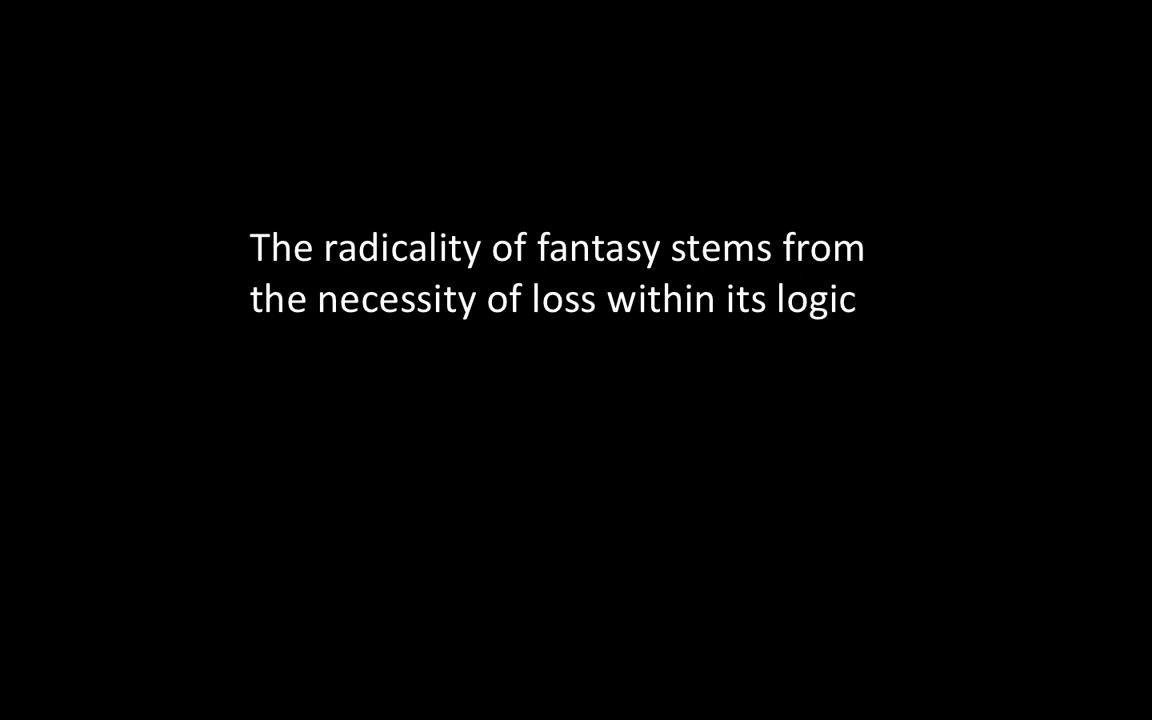 The radicality of fantasy stems from
the necessity of loss within its logic